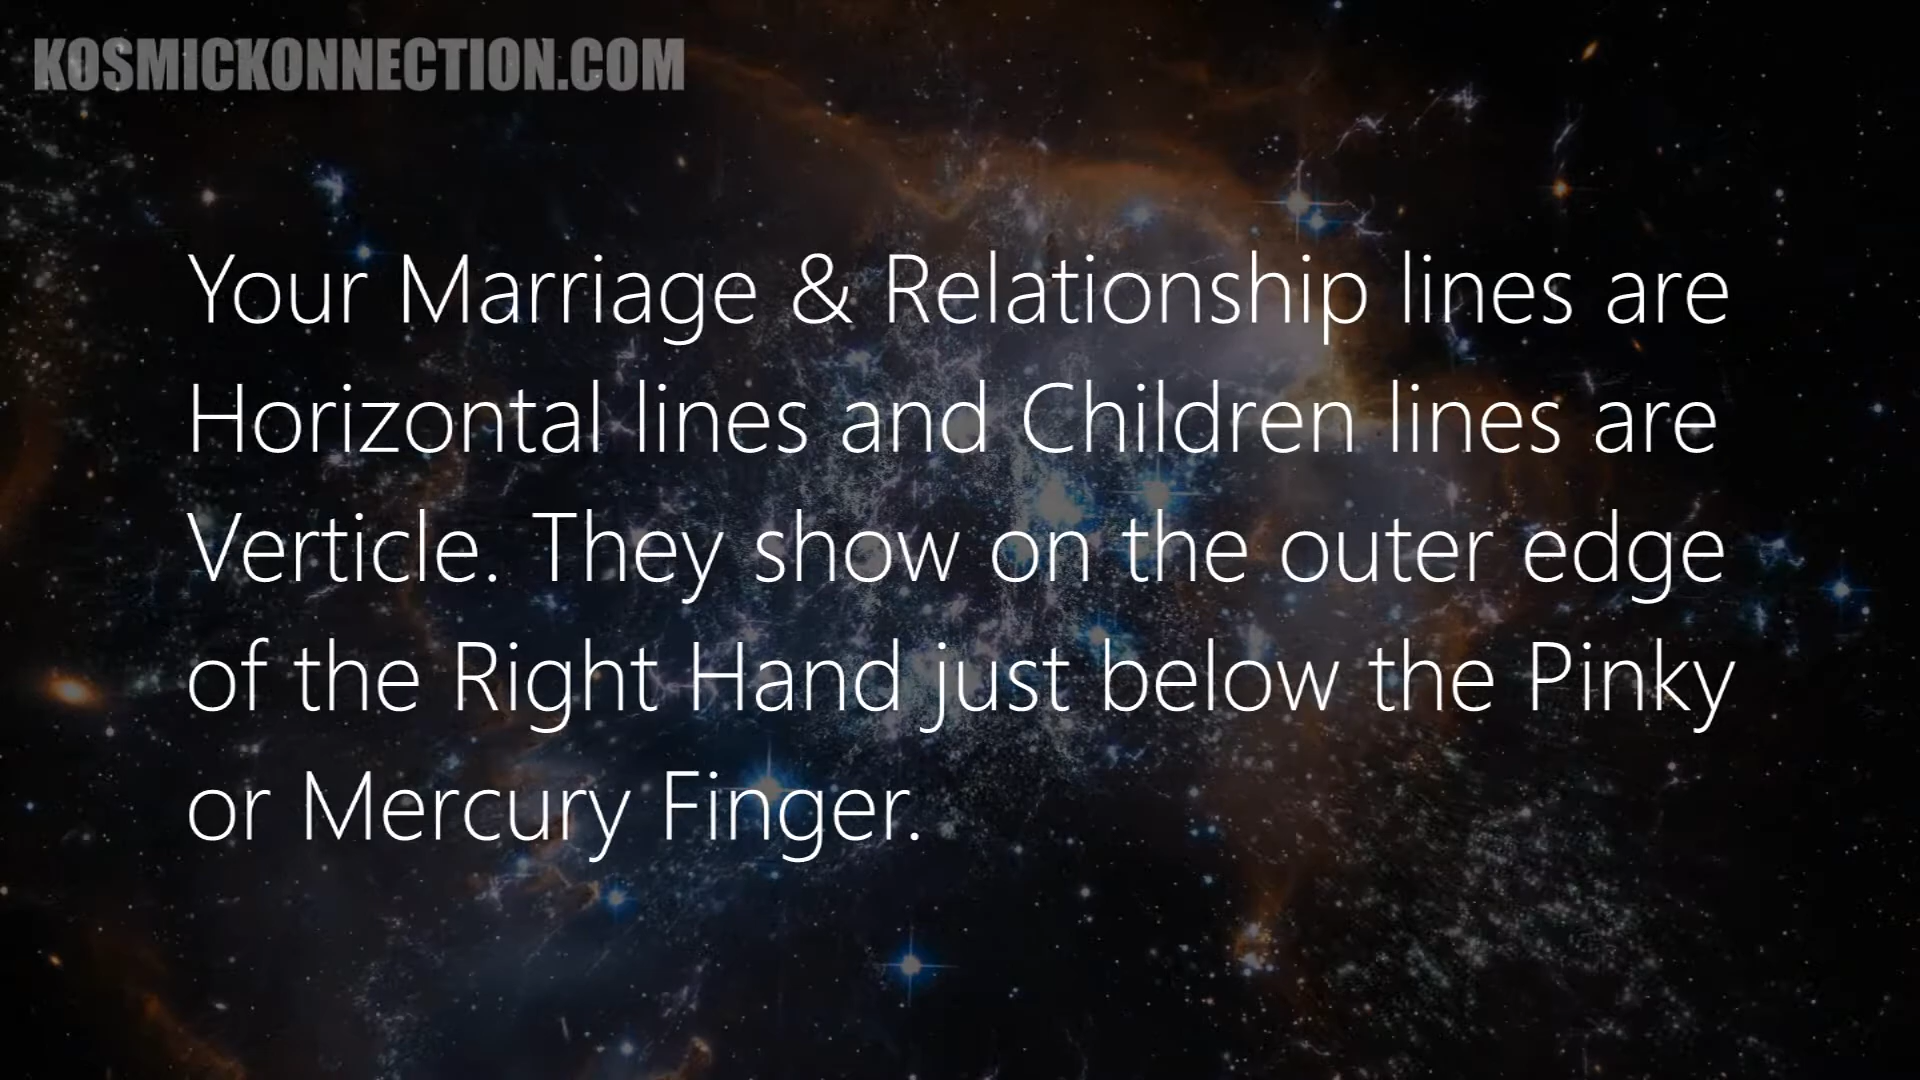 KOSMICKONNECTION.COM
Your Marriage & Relationship lines are
Horizontal lines and Children lines are
Verticle. They show on the outer edge
of the Right Hand just below the Pinky
or Mercury Finger.